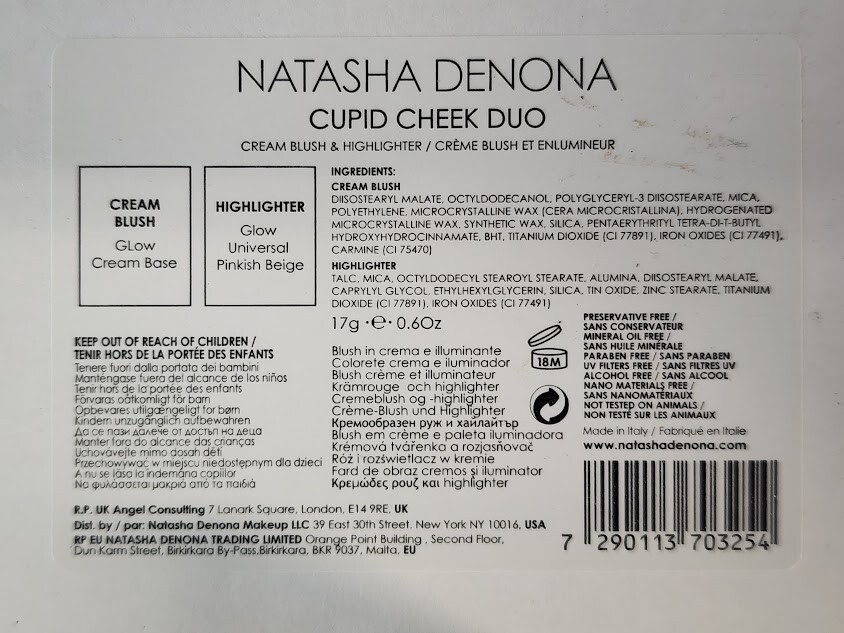 NATASHA DENONA
CUPID CHEEK DUO
CREAM BLUSH & HIGHLIGHTER / CRÈME BLUSH ET ENLUMINEUR
CREAM
BLUSH
GLow
Cream Base
HIGHLIGHTER
Glow
Universal
Pinkish Beige
INGREDIENTS:
CREAM BLUSH
DIISOSTEARYL MALATE, OCTYLDODECANOL, POLYGLYCERYL-3 DIISOSTEARATE, MICA,
POLYETHYLENE, MICROCRYSTALLINE WAX (CERA MICROCRISTALLINA), HYDROGENATED
MICROCRYSTALLINE WAX, SYNTHETIC WAX, SILICA, PENTAERYTHRITYL TETRA-DI-T-BUTYL
HYDROXYHYDROCINNAMATE, BHT, TITANIUM DIOXIDE (CI 77891), IRON OXIDES (CI 77491),
CARMINE (CI 75470)
HIGHLIGHTER
TALC, MICA, OCTYLDODECYL STEAROYL STEARATE, ALUMINA, DIISOSTEARYL MALATE,
CAPRYLYL GLYCOL, ETHYLHEXYLGLYCERIN, SILICA, TIN OXIDE, ZINC STEARATE, TITANIUM
DIOXIDE (CI 77891), IRON OXIDES (CI 77491)
17g ·e· 0.6Oz
KEEP OUT OF REACH OF CHILDREN /
TENIR HORS DE LA PORTÉE DES ENFANTS
Tenere fuori dalla portata dei bambini
Manténgase fuera del alcance de los niños
Tenir hors de la portée des enfants
Förvaras oåtkomligt för barn
Opbevares utilgængeligt for børn
Kindern unzugänglich aufbewahren
Да се пази далече от достъп на деца
Manter fora do alcance das crianças
Uchovávejte mimo dosah dětí
Przechowywać w miejscu niedostępnym dla dzieci
A nu se lăsa la îndemâna copiilor
Να φυλάσσεται μακριά από τα παιδιά
Blush in crema e illuminante
Colorete crema e iluminador
Blush crème et illuminateur
Krämrouge och highlighter
Cremeblush og -highlighter
Crème-Blush und Highlighter
Кремообразен руж и хайлайтър
Blush em crème e paleta iluminadora
Krémová tvářenka a rozjasňovač
Róż i rozświetlacz w kremie
Fard de obraz cremos și iluminator
Κρεμώδες ρουζ και highlighter
18M
PRESERVATIVE FREE /
SANS CONSERVATEUR
MINERAL OIL FREE /
SANS HUILE MINÉRALE
PARABEN FREE / SANS PARABEN
UV FILTERS FREE / SANS FILTRES UV
ALCOHOL FREE / SANS ALCOOL
NANO MATERIALS FREE /
SANS NANOMATÉRIAUX
NOT TESTED ON ANIMALS /
NON TESTÉ SUR LES ANIMAUX
Made in Italy / Fabriqué en Italie
www.natashadenona.com
R.P. UK Angel Consulting 7 Lanark Square, London, E14 9RE, UK
Dist. by / par: Natasha Denona Makeup LLC 39 East 30th Street. New York NY 10016, USA
RP EU NATASHA DENONA TRADING LIMITED Orange Point Building , Second Floor,
Dun Karm Street, Birkirkara By-Pass,Birkirkara, BKR 9037, Malta, EU
7 290113 703254